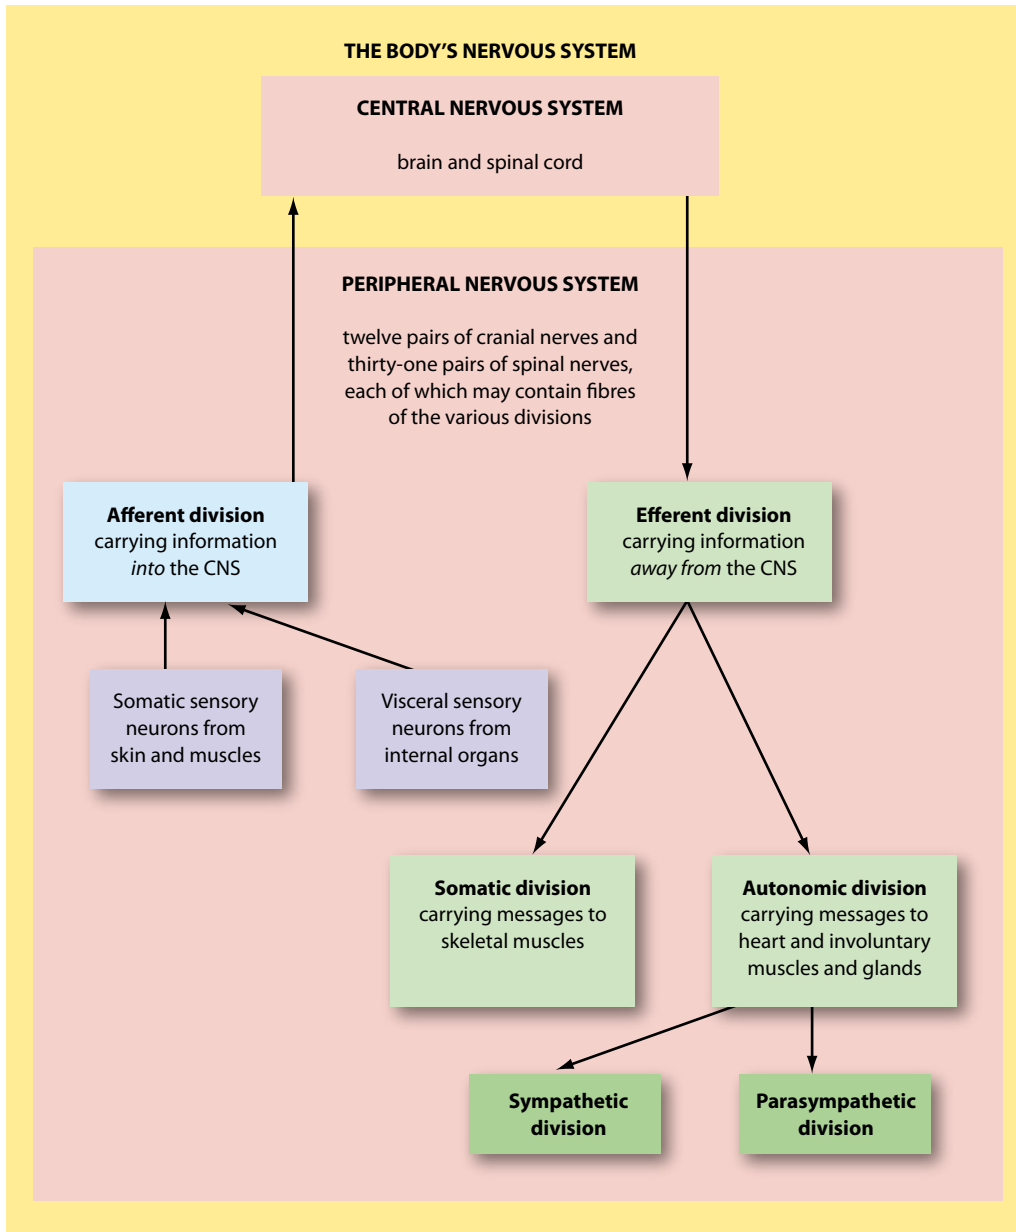 THE BODY'S NERVOUS SYSTEM
CENTRAL NERVOUS SYSTEM
brain and spinal cord
PERIPHERAL NERVOUS SYSTEM
twelve pairs of cranial nerves and
thirty-one pairs of spinal nerves,
each of which may contain fibres
of the various divisions
Afferent division
carrying information
into the CNS
Efferent division
carrying information
away from the CNS
Somatic sensory
neurons from
skin and muscles
Visceral sensory
neurons from
internal organs
Somatic division
carrying messages to
skeletal muscles
Autonomic division
carrying messages to
heart and involuntary
muscles and glands
Sympathetic
division
Parasympathetic
division